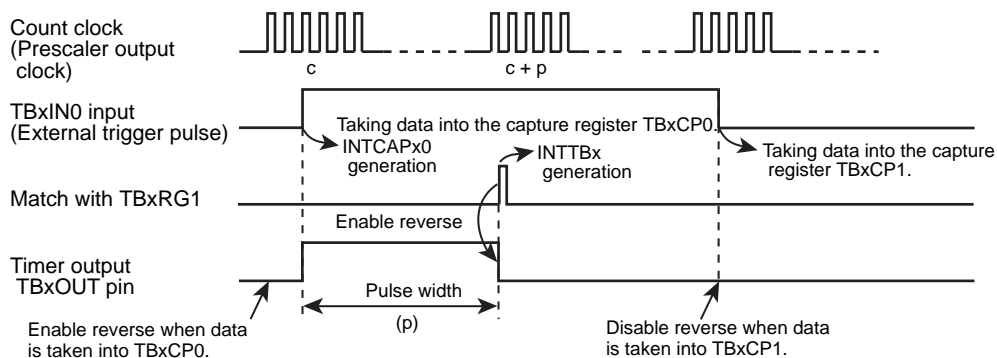 Count clock
(Prescaler output
clock)
c
c + p
TBxIN0 input
(External trigger pulse)
Taking data into the capture register TBxCP0.
INTCAPx0
generation
INTTBx
generation
Taking data into the capture
register TBxCP1.
Match with TBxRG1
Enable reverse
Timer output
TBxOUT pin
Pulse width
(p)
Enable reverse when data
is taken into TBxCP0.
Disable reverse when data
is taken into TBxCP1.